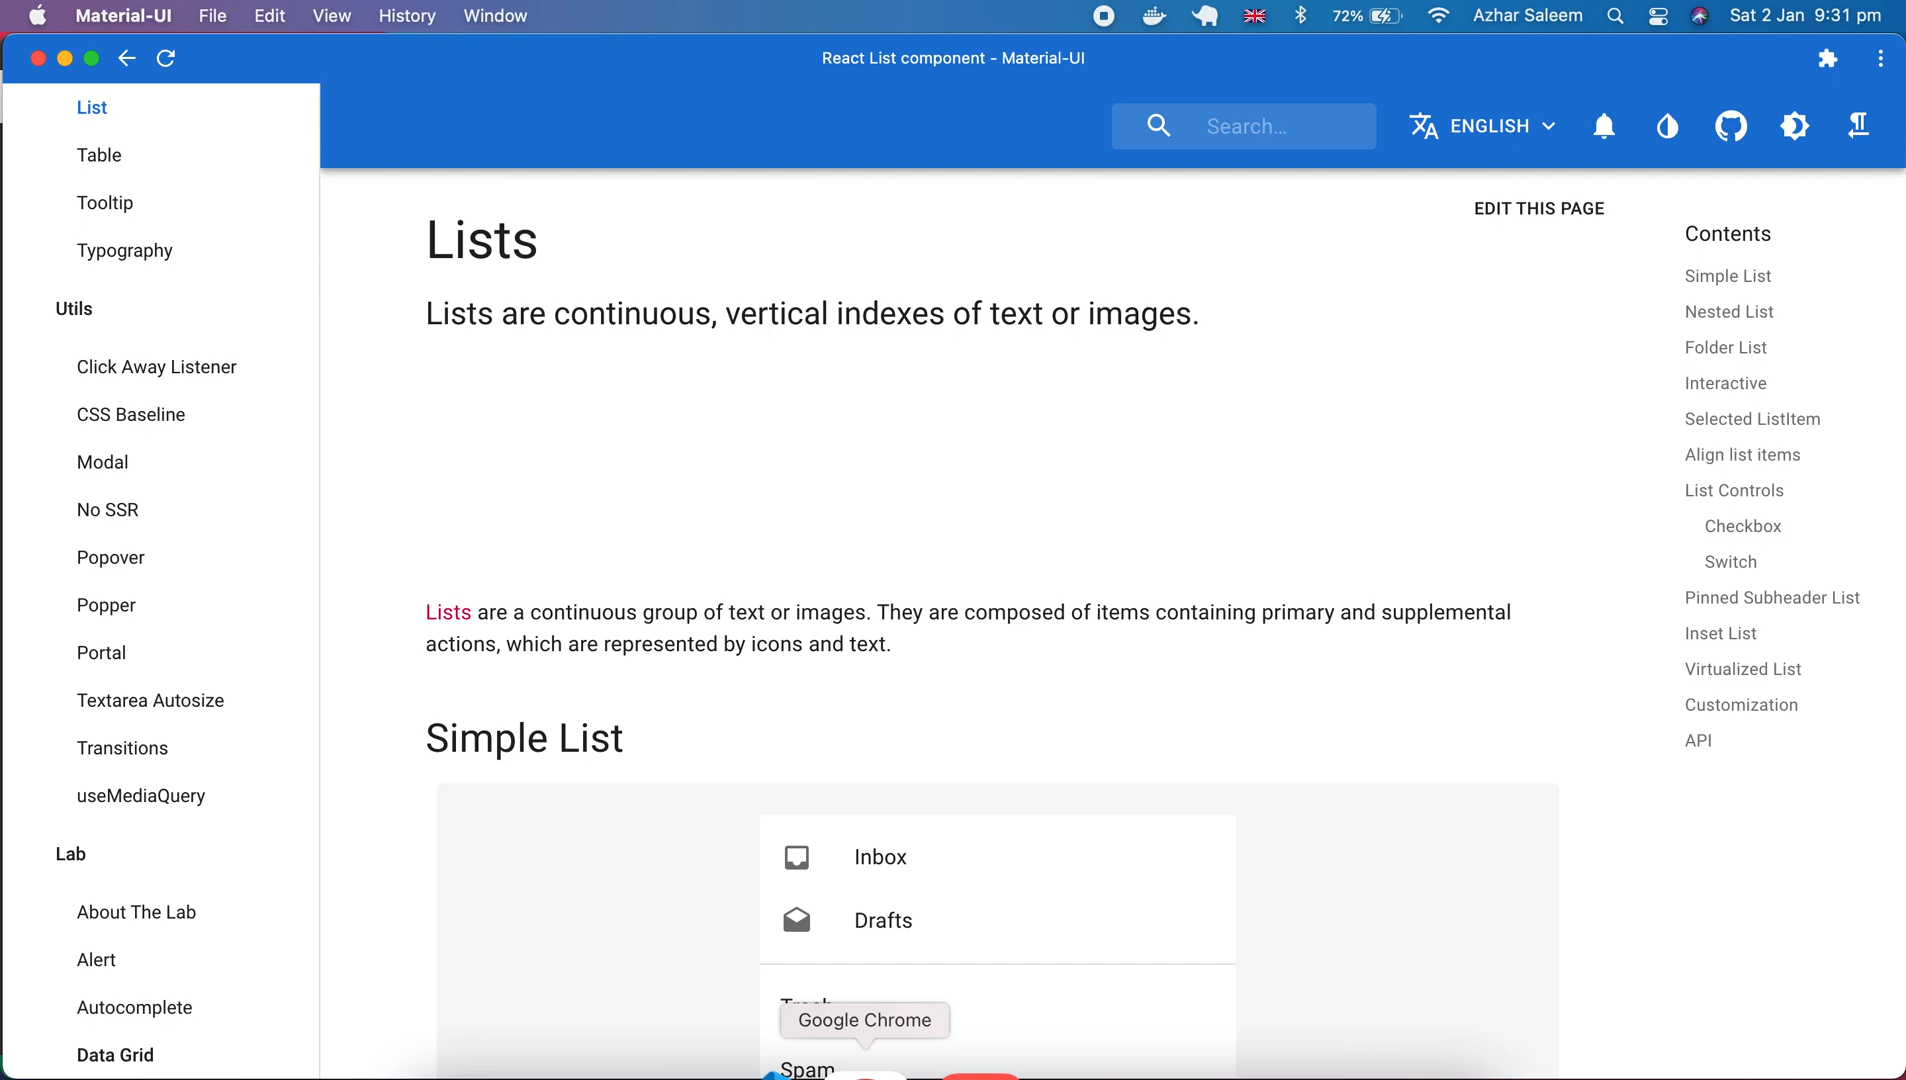 Material-UI File Edit View History Window 72% Azhar Saleem Sat 2 Jan 9:31 pm
React List component - Material-UI
Search… ENGLISH
List
Table
Tooltip
Typography
Utils
Click Away Listener
CSS Baseline
Modal
No SSR
Popover
Popper
Portal
Textarea Autosize
Transitions
useMediaQuery
Lab
About The Lab
Alert
Autocomplete
Data Grid
EDIT THIS PAGE
Lists
Lists are continuous, vertical indexes of text or images.
Lists are a continuous group of text or images. They are composed of items containing primary and supplemental
actions, which are represented by icons and text.
Simple List
Inbox
Drafts
Google Chrome
Spam
Contents
Simple List
Nested List
Folder List
Interactive
Selected ListItem
Align list items
List Controls
Checkbox
Switch
Pinned Subheader List
Inset List
Virtualized List
Customization
API